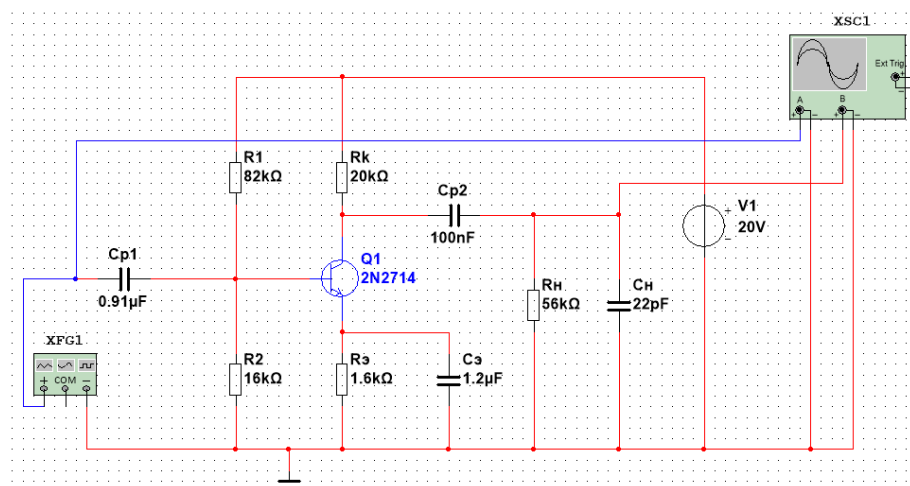 XSC1
Ext Trig
+
−
A
B
+
−
+
−
R1
82kΩ
Rk
20kΩ
Cp2
100nF
V1
20V
+
−
Q1
2N2714
Cp1
0.91µF
Rн
56kΩ
Cн
22pF
XFG1
+
COM
−
R2
16kΩ
Rэ
1.6kΩ
Cэ
1.2µF